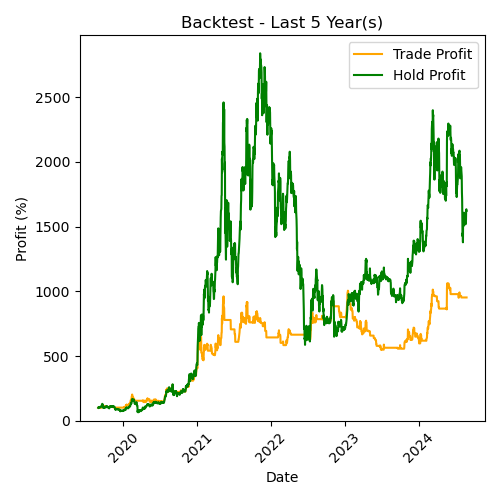 Backtest - Last 5 Year(s)
Trade Profit
Hold Profit
Profit (%)
2500
2000
1500
1000
500
0
2020
2021
2022
2023
2024
Date